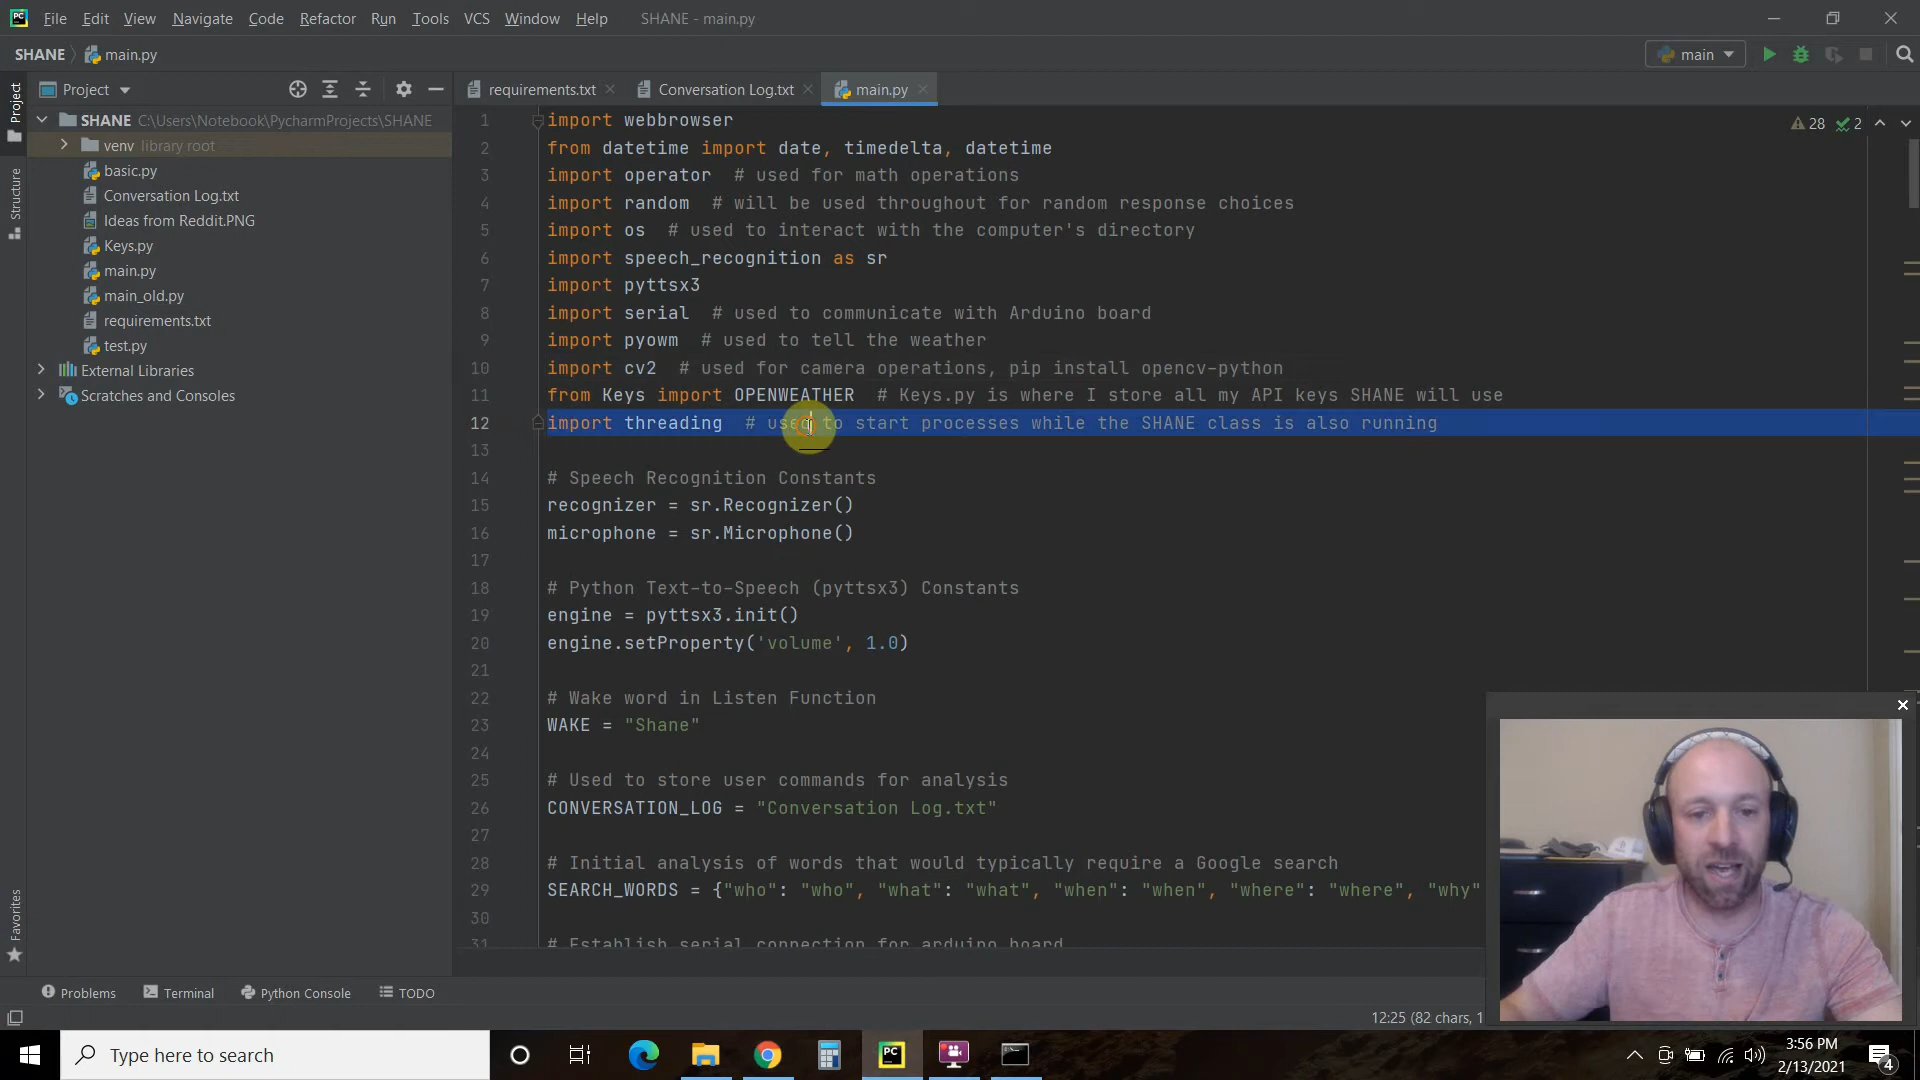 File Edit View Navigate Code Refactor Run Tools VCS Window Help SHANE - main.py
SHANE main.py
main
Project
requirements.txt
Conversation Log.txt
main.py
Project
Structure
Favorites
SHANE C:\Users\Notebook\PycharmProjects\SHANE
venv library root
basic.py
Conversation Log.txt
Ideas from Reddit.PNG
Keys.py
main.py
main_old.py
requirements.txt
test.py
External Libraries
Scratches and Consoles
28 2
1 import webbrowser
2 from datetime import date, timedelta, datetime
3 import operator # used for math operations
4 import random # will be used throughout for random response choices
5 import os # used to interact with the computer's directory
6 import speech_recognition as sr
7 import pyttsx3
8 import serial # used to communicate with Arduino board
9 import pyowm # used to tell the weather
10 import cv2 # used for camera operations, pip install opencv-python
11 from Keys import OPENWEATHER # Keys.py is where I store all my API keys SHANE will use
12 import threading # used to start processes while the SHANE class is also running
13
14 # Speech Recognition Constants
15 recognizer = sr.Recognizer()
16 microphone = sr.Microphone()
17
18 # Python Text-to-Speech (pyttsx3) Constants
19 engine = pyttsx3.init()
20 engine.setProperty('volume', 1.0)
21
22 # Wake word in Listen Function
23 WAKE = "Shane"
24
25 # Used to store user commands for analysis
26 CONVERSATION_LOG = "Conversation Log.txt"
27
28 # Initial analysis of words that would typically require a Google search
29 SEARCH_WORDS = {"who": "who", "what": "what", "when": "when", "where": "where", "why"
30
31 # Establish serial connection for arduino board
Problems Terminal Python Console TODO
12:25 (82 chars, 1
Type here to search
PC
3:56 PM
2/13/2021
4